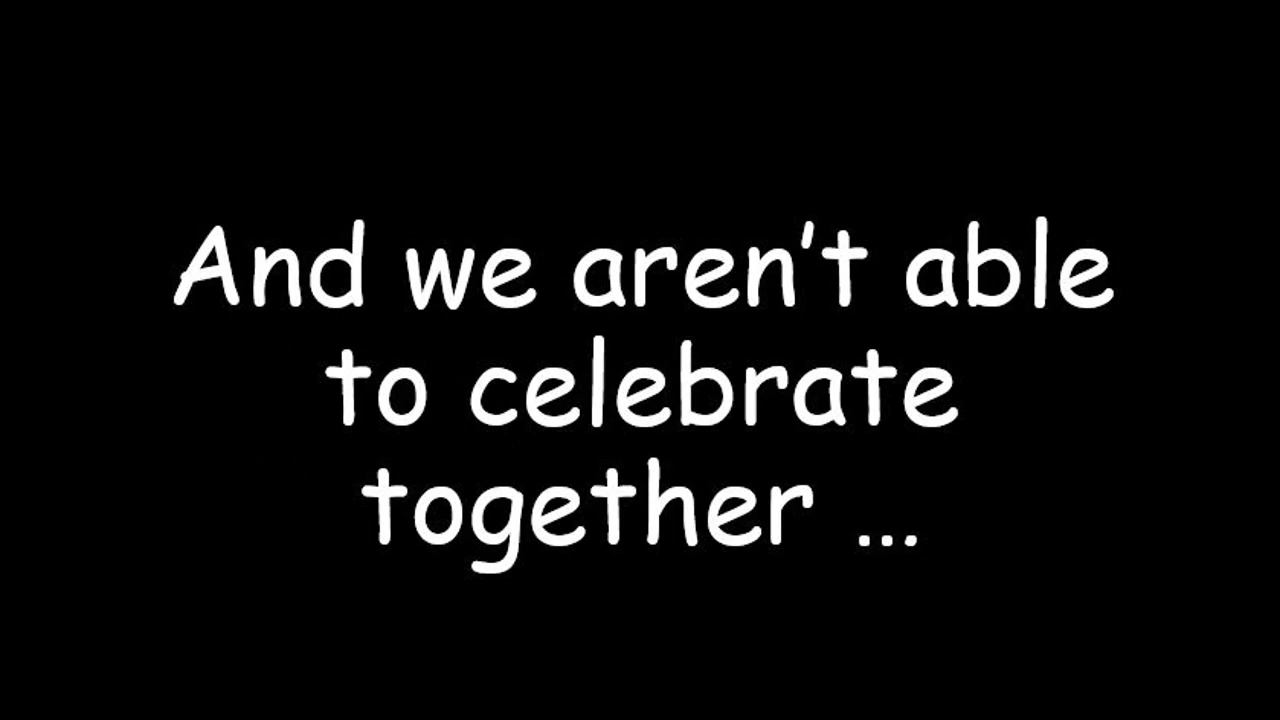 And we aren’t able
to celebrate
together ...